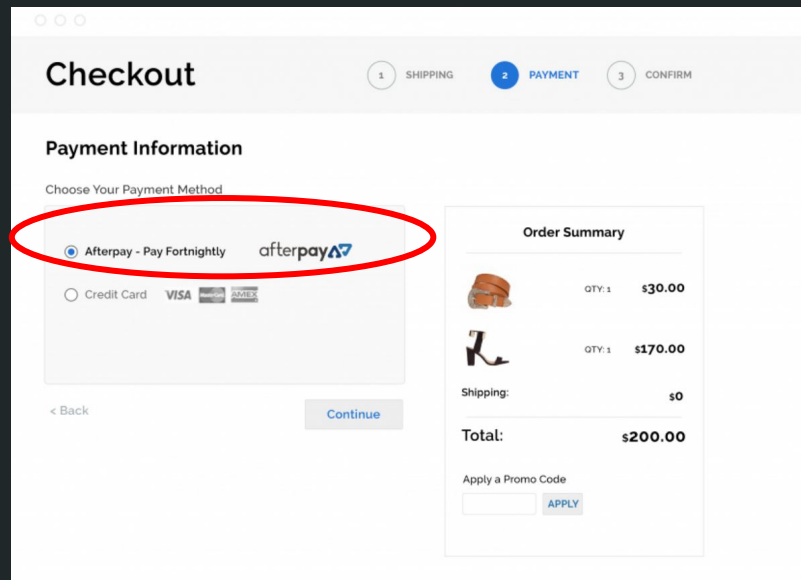 Checkout
1 SHIPPING 2 PAYMENT 3 CONFIRM
Payment Information
Choose Your Payment Method
Afterpay - Pay Fortnightly afterpay
Credit Card VISA MasterCard AMEX
< Back
Continue
Order Summary
QTY: 1 $30.00
QTY: 1 $170.00
Shipping: $0
Total: $200.00
Apply a Promo Code
APPLY